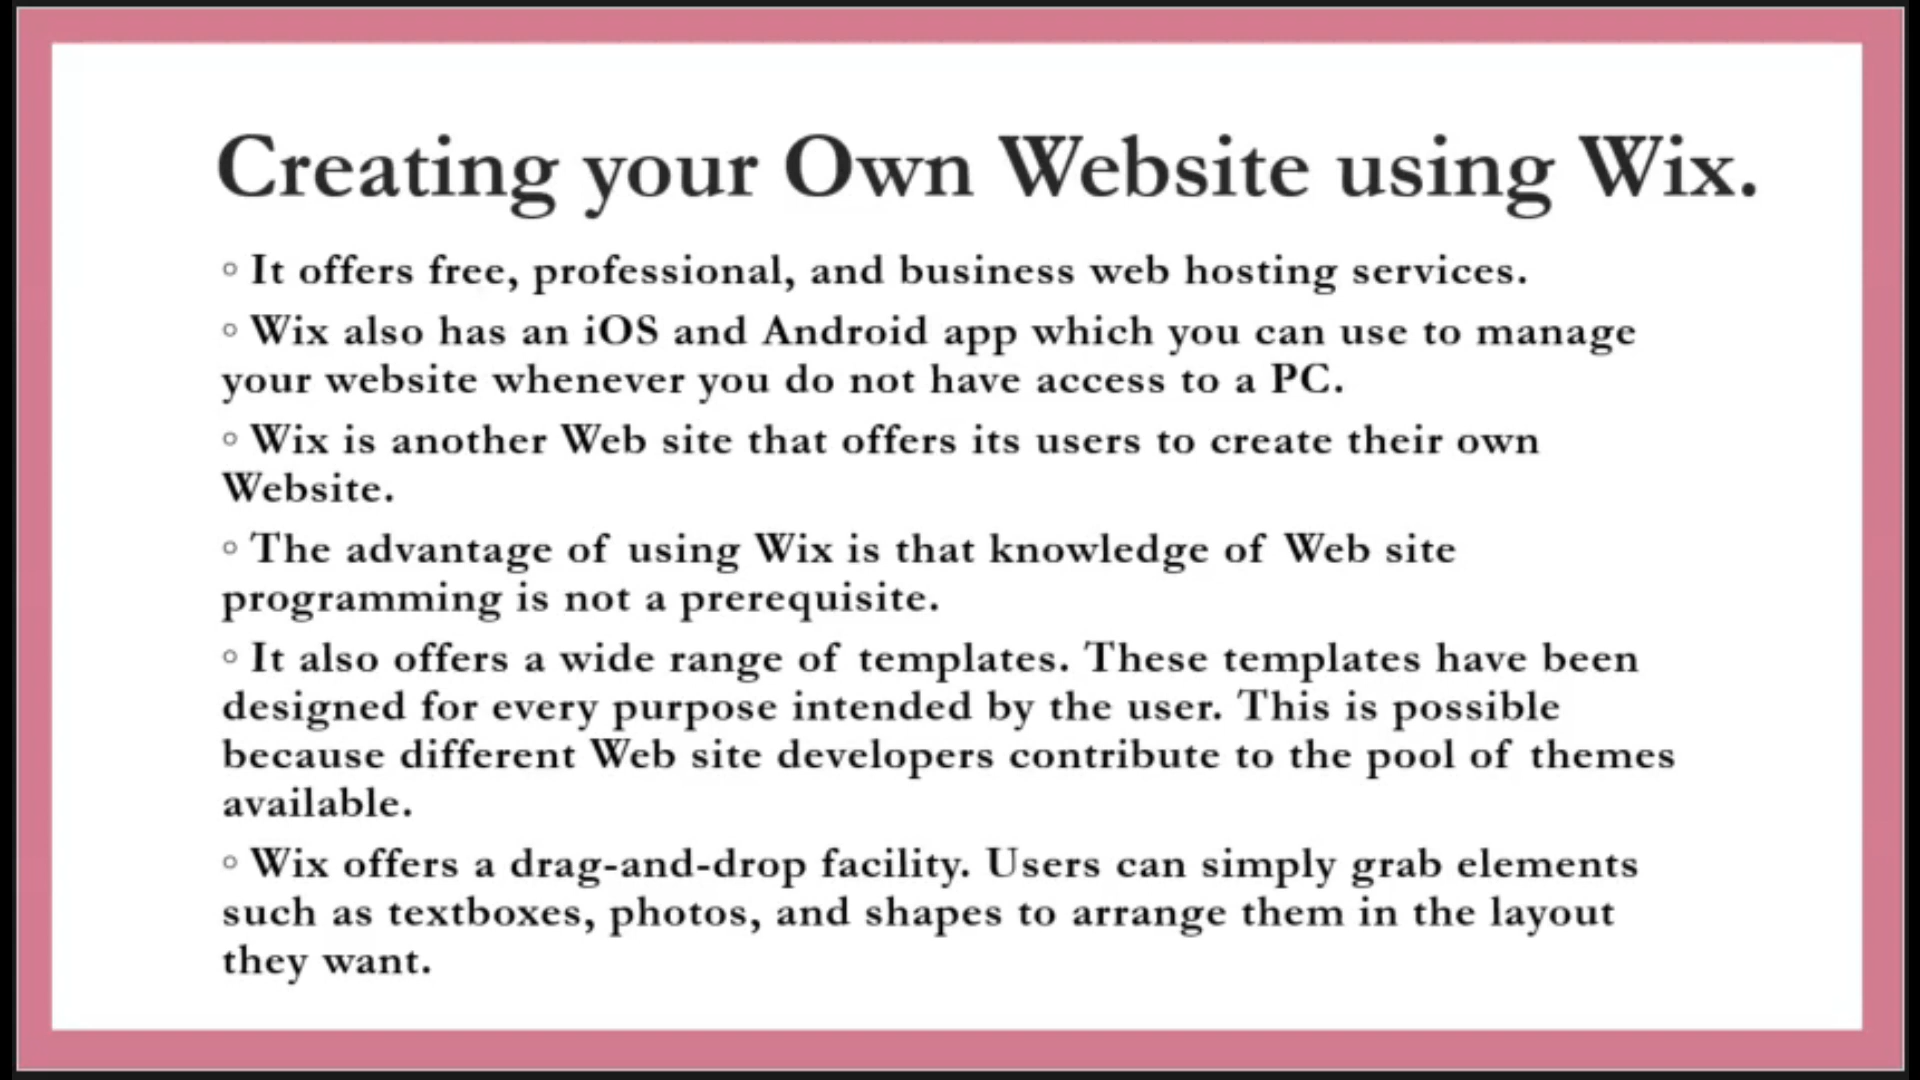 Creating your Own Website using Wix.
◦ It offers free, professional, and business web hosting services.
◦ Wix also has an iOS and Android app which you can use to manage
your website whenever you do not have access to a PC.
◦ Wix is another Web site that offers its users to create their own
Website.
◦ The advantage of using Wix is that knowledge of Web site
programming is not a prerequisite.
◦ It also offers a wide range of templates. These templates have been
designed for every purpose intended by the user. This is possible
because different Web site developers contribute to the pool of themes
available.
◦ Wix offers a drag-and-drop facility. Users can simply grab elements
such as textboxes, photos, and shapes to arrange them in the layout
they want.